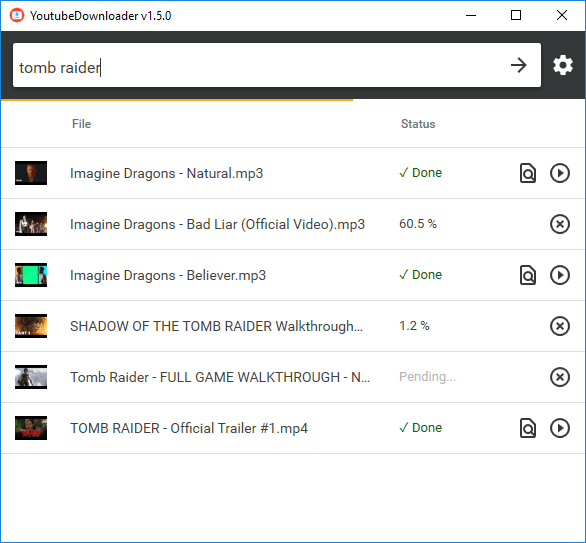 YoutubeDownloader v1.5.0
tomb raider
File Status
Imagine Dragons - Natural.mp3 ✓ Done
Imagine Dragons - Bad Liar (Official Video).mp3 60.5 %
Imagine Dragons - Believer.mp3 ✓ Done
SHADOW OF THE TOMB RAIDER Walkthrough... 1.2 %
Tomb Raider - FULL GAME WALKTHROUGH - N... Pending...
TOMB RAIDER - Official Trailer #1.mp4 ✓ Done